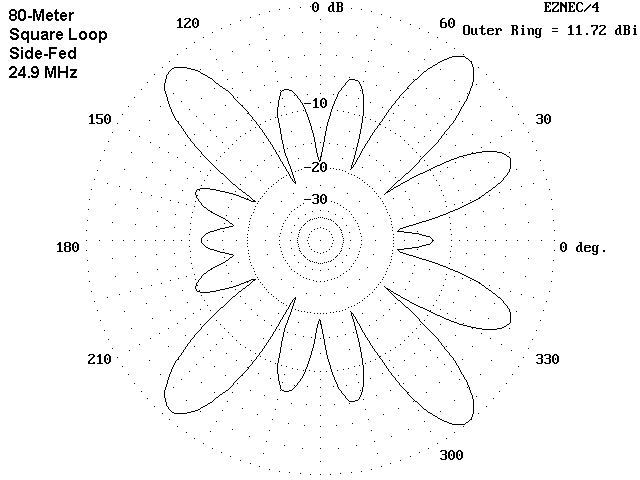 80-Meter
Square Loop
Side-Fed
24.9 MHz
0 dB
EZNEC/4
Outer Ring = 11.72 dBi
120
60
-10
150
30
-20
-30
180
0 deg.
210
330
300